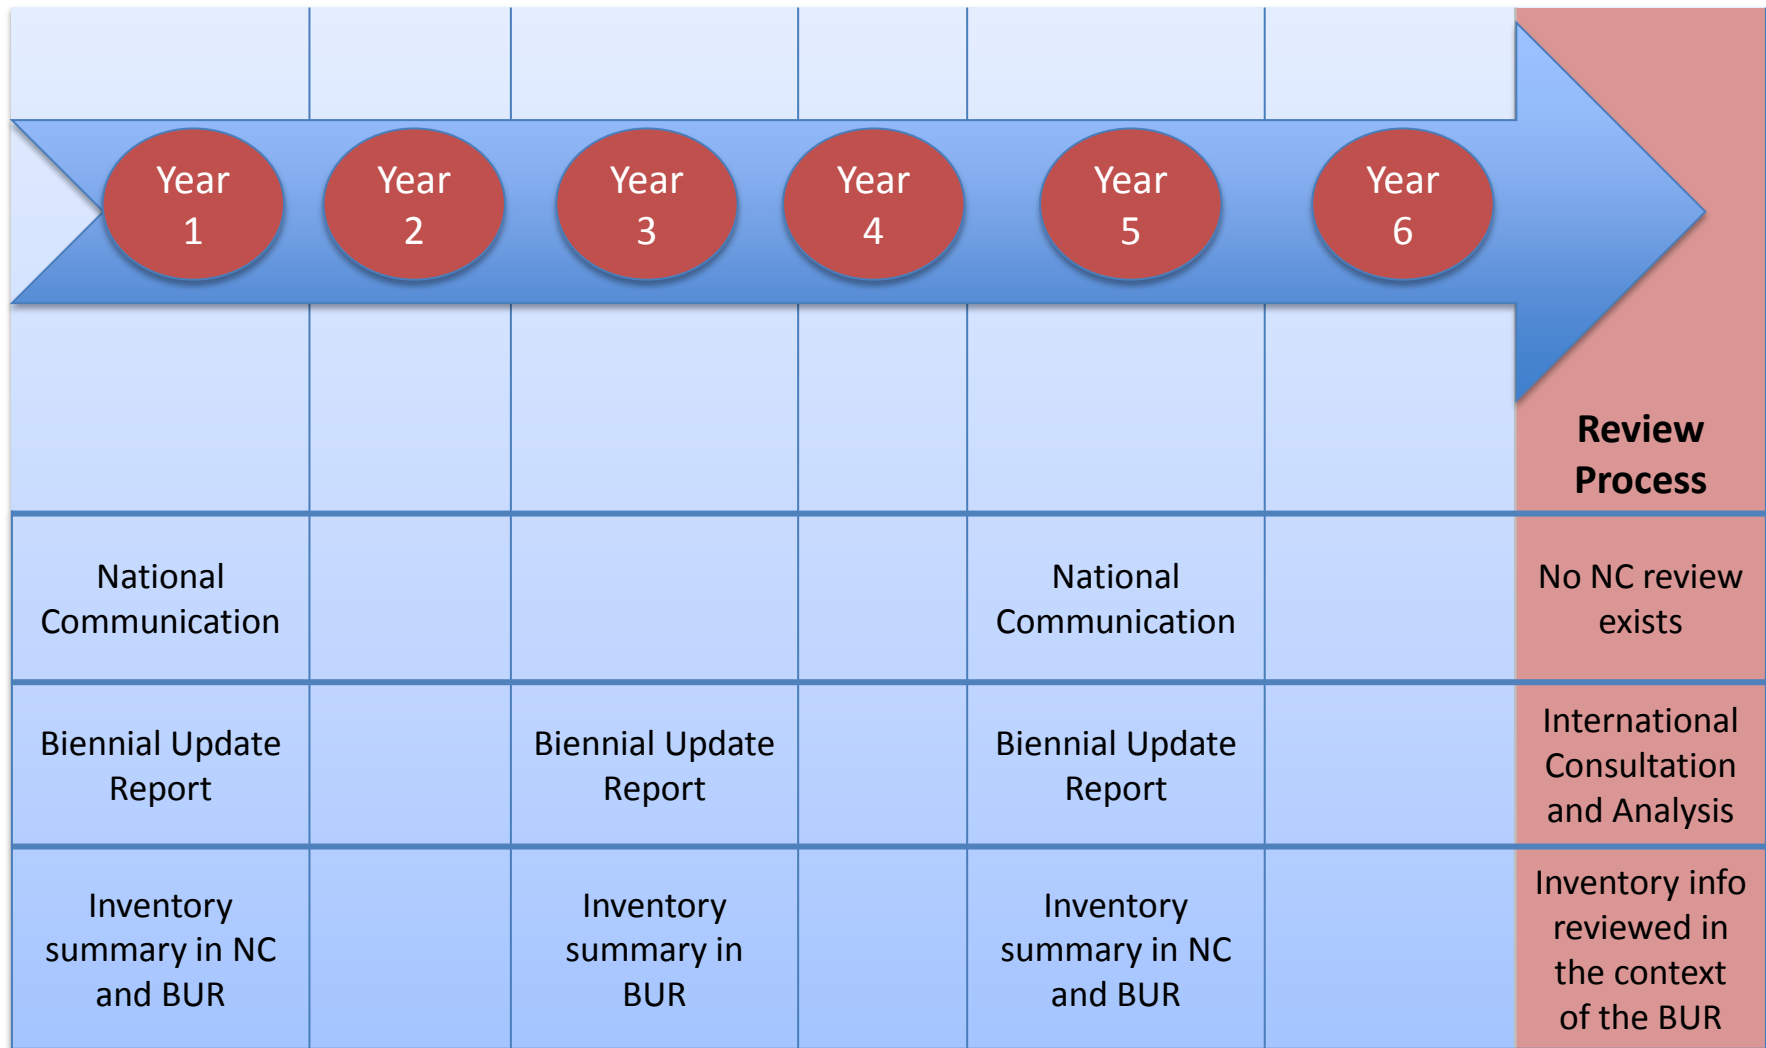 Year
1
Year
2
Year
3
Year
4
Year
5
Year
6
Review
Process
National
Communication
National
Communication
No NC review
exists
Biennial Update
Report
Biennial Update
Report
Biennial Update
Report
International
Consultation
and Analysis
Inventory
summary in NC
and BUR
Inventory
summary in
BUR
Inventory
summary in NC
and BUR
Inventory info
reviewed in
the context
of the BUR